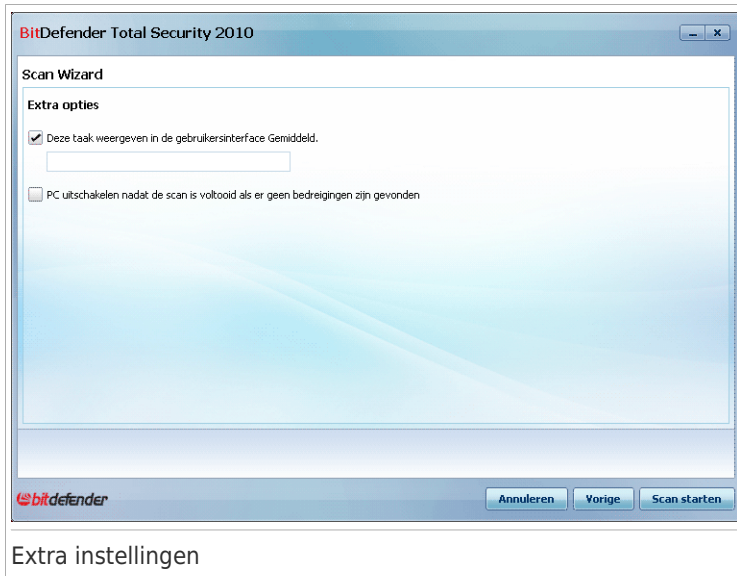 BitDefender Total Security 2010
Scan Wizard
Extra opties
Deze taak weergeven in de gebruikersinterface Gemiddeld.
PC uitschakelen nadat de scan is voltooid als er geen bedreigingen zijn gevonden
bitdefender
Annuleren
Vorige
Scan starten
Extra instellingen